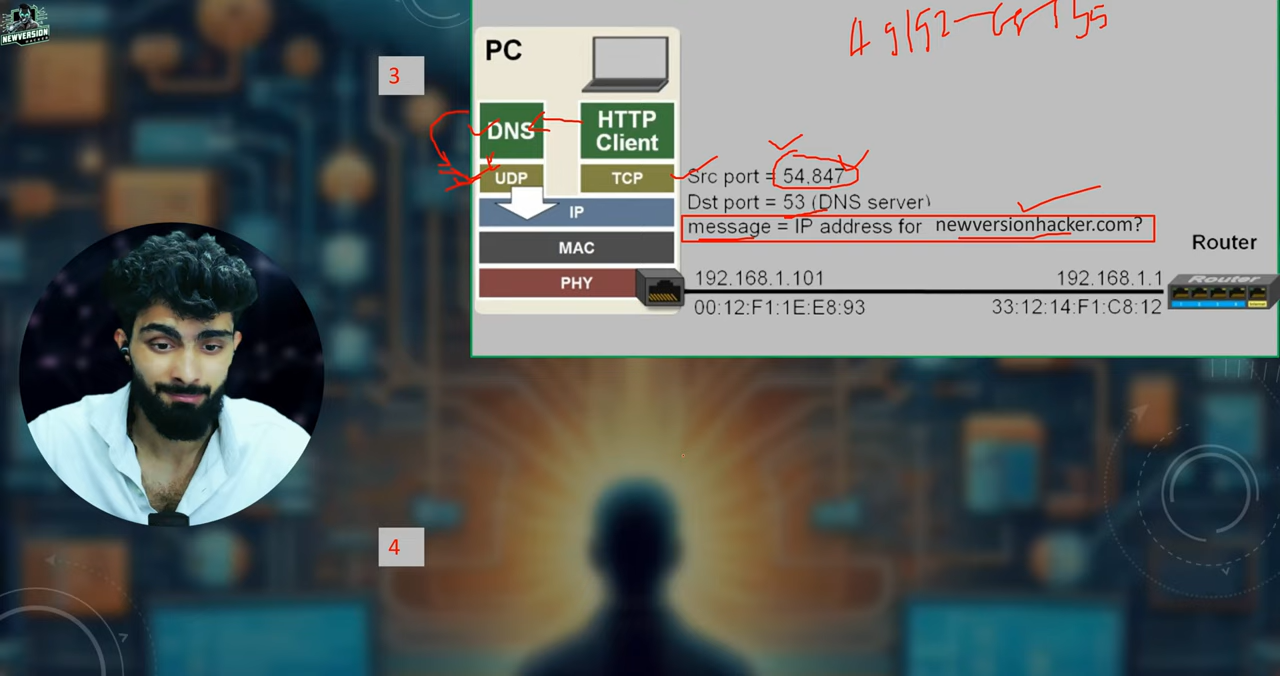 NEWVERSION
HACKER
3
PC
DNS
HTTP
Client
UDP
TCP
IP
MAC
PHY
Src port = 54,847
Dst port = 53 (DNS server)
message = IP address for newversionhacker.com?
Router
192.168.1.101
192.168.1.1
Router
00:12:F1:1E:E8:93
33:12:14:F1:C8:12
4